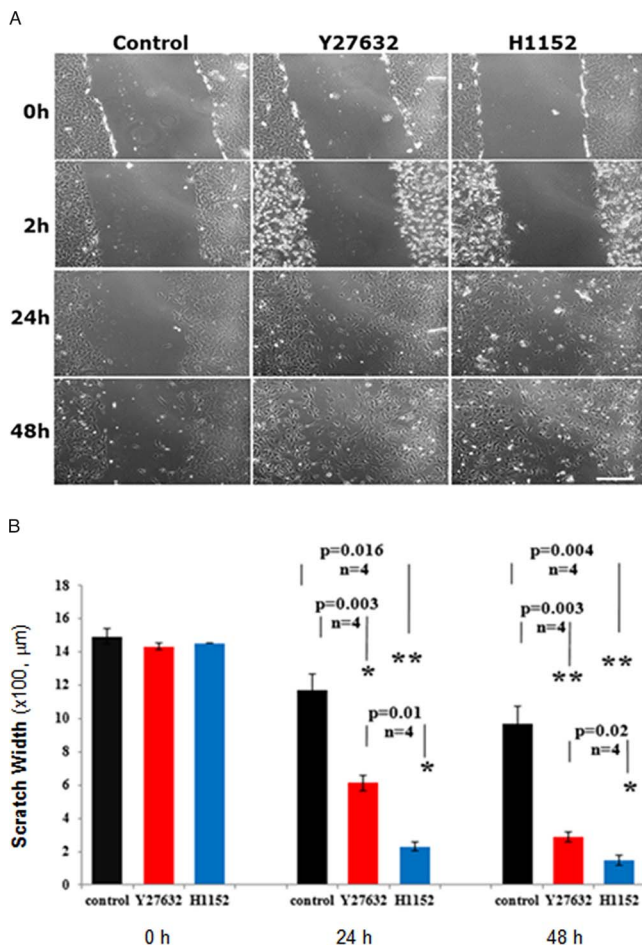 A
Control Y27632 H1152
0h
2h
24h
48h
B
p=0.016 p=0.004
n=4 n=4
p=0.003 p=0.003
n=4 n=4
* ** ** **
p=0.01 p=0.02
n=4 n=4
* *
Scratch Width (x100, μm)
18
16
14
12
10
8
6
4
2
0
control Y27632 H1152 control Y27632 H1152 control Y27632 H1152
0 h 24 h 48 h